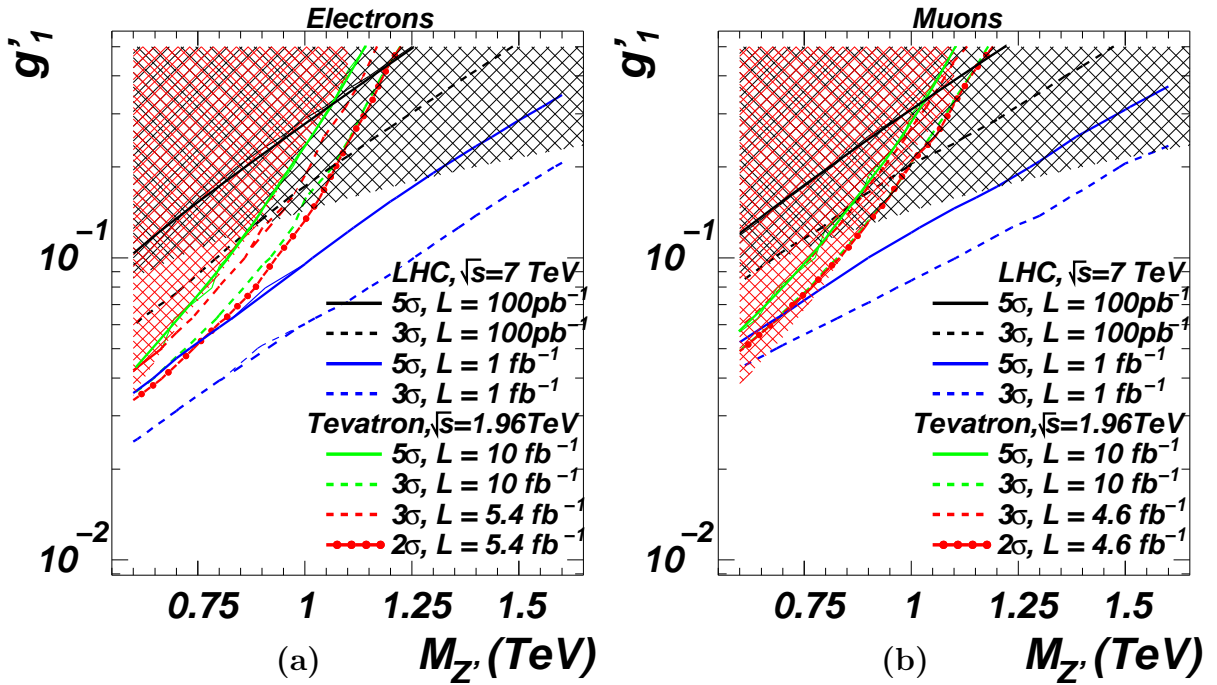 Electrons
g'₁
10⁻¹
10⁻²
LHC, √s=7 TeV
5σ, L = 100pb⁻¹
3σ, L = 100pb⁻¹
5σ, L = 1 fb⁻¹
3σ, L = 1 fb⁻¹
Tevatron, √s=1.96TeV
5σ, L = 10 fb⁻¹
3σ, L = 10 fb⁻¹
3σ, L = 5.4 fb⁻¹
2σ, L = 5.4 fb⁻¹
0.75 1 1.25 1.5
(a) M_Z' (TeV)
Muons
g'₁
10⁻¹
10⁻²
LHC, √s=7 TeV
5σ, L = 100pb⁻¹
3σ, L = 100pb⁻¹
5σ, L = 1 fb⁻¹
3σ, L = 1 fb⁻¹
Tevatron, √s=1.96TeV
5σ, L = 10 fb⁻¹
3σ, L = 10 fb⁻¹
3σ, L = 4.6 fb⁻¹
2σ, L = 4.6 fb⁻¹
0.75 1 1.25 1.5
(b) M_Z' (TeV)